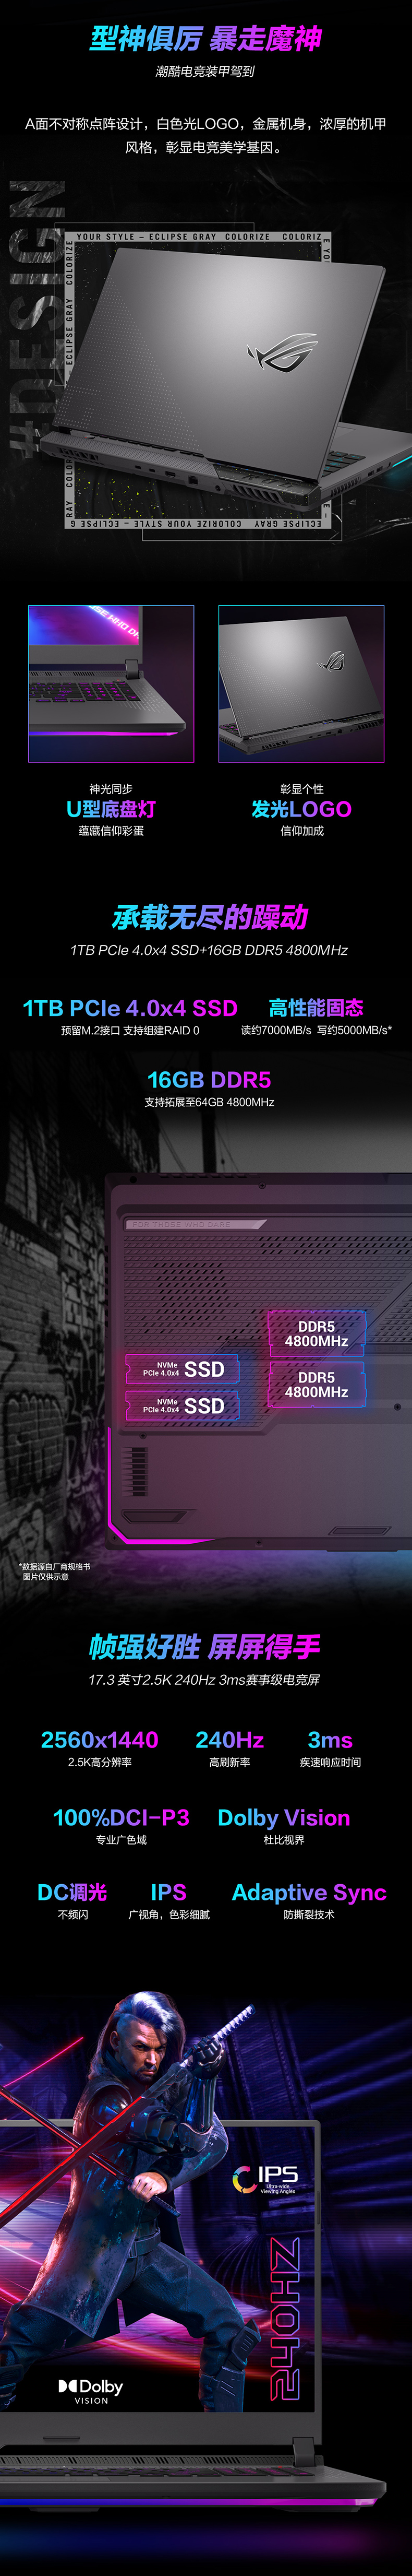 型神俱厉 暴走魔神
潮酷电竞装甲驾到
A面不对称点阵设计，白色光LOGO，金属机身，浓厚的机甲
风格，彰显电竞美学基因。
#DESIGN
YOUR STYLE – ECLIPSE GRAY COLORIZE COLORIZ
E YO
ECLIPSE GRAY COLORIZE
RAY COLOR
ECLIPSE GRAY COLORIZE YOUR STYLE – ECLIPSE G
E –
神光同步
U型底盘灯
蕴藏信仰彩蛋
彰显个性
发光LOGO
信仰加成
承载无尽的躁动
1TB PCIe 4.0x4 SSD+16GB DDR5 4800MHz
1TB PCIe 4.0x4 SSD
预留M.2接口 支持组建RAID 0
高性能固态
读约7000MB/s 写约5000MB/s*
16GB DDR5
支持拓展至64GB 4800MHz
FOR THOSE WHO DARE
DDR5
4800MHz
NVMe
PCIe 4.0x4 SSD
DDR5
4800MHz
NVMe
PCIe 4.0x4 SSD
*数据源自厂商规格书
图片仅供示意
帧强好胜 屏屏得手
17.3 英寸2.5K 240Hz 3ms赛事级电竞屏
2560x1440
2.5K高分辨率
240Hz
高刷新率
3ms
疾速响应时间
100%DCI-P3
专业广色域
Dolby Vision
杜比视界
DC调光
不频闪
IPS
广视角，色彩细腻
Adaptive Sync
防撕裂技术
IPS
Ultra-wide
Viewing Angles
240HZ
Dolby
VISION